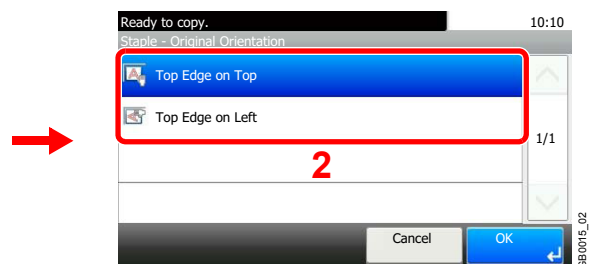 Ready to copy. 10:10
Staple - Original Orientation
Top Edge on Top
Top Edge on Left
1/1
2
Cancel OK
GB0015_02